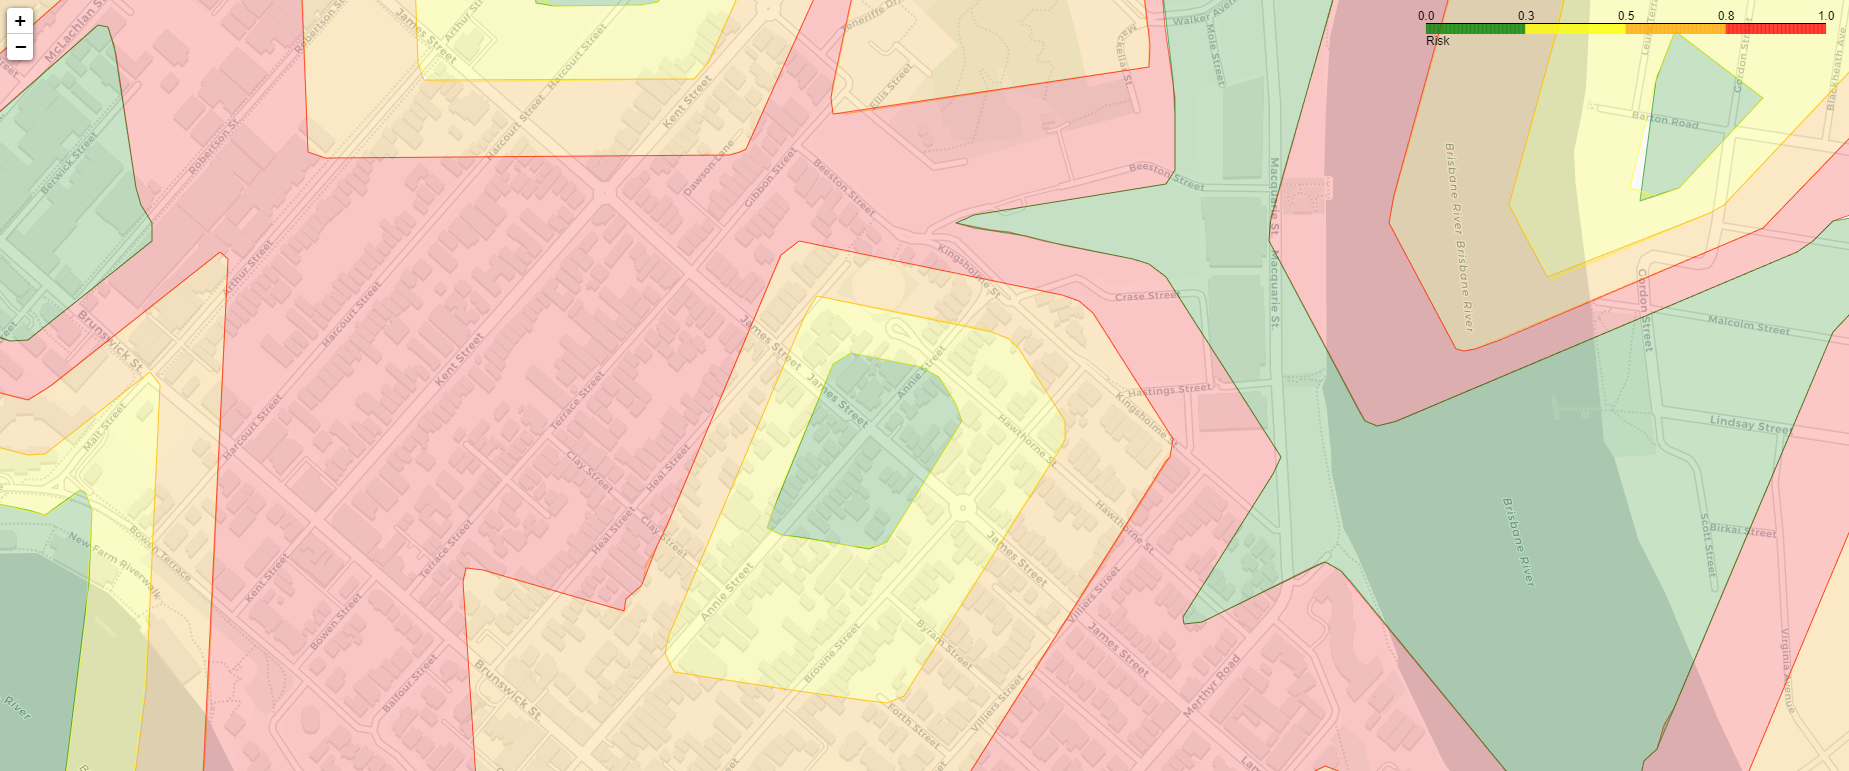 +
−
0.0 0.3 0.5 0.8 1.0
Risk
McLachlan St
Robertson St
James Street
Arthur St
Harcourt Street
Teneriffe Dr
Walker Aven
Mole Street
Mackellar St
Gordon Str
Blackheath Ave
Kent Street
Ellis Street
Barton Road
Robertson St
Harcourt Street
Berwick Street
Dawson Lane
Gibbon Street
Beeston Street
Beeston Street
Macquarie St
Macquarie St.
Brisbane River
Brisbane River
Arthur Street
Kingsholme St
Crase Street
Gordon Street
Malcolm Street
Brunswick St.
Harcourt Street
Kent Street
James Street
James Street
Annie Street
Terrace Street
Hastings Street
Kingsholme
Hawthorne St
Lindsay Street
Malt Street
Harcourt Street
Clay Street
Heal Street
Hawthorne St
Brisbane River
Scott Street
Birkal Street
New Farm Riverwalk
Bowen Terrace
Kent Street
Terrace Street
Heal Street
Clay Street
James Street
Annie Street
Villiers Street
Bowen Street
Byram Street
Browne Street
James Street
Merthyr Road
Balfour Street
Brunswick St.
Forth Street
Villiers Street
Virginia Avenue
River